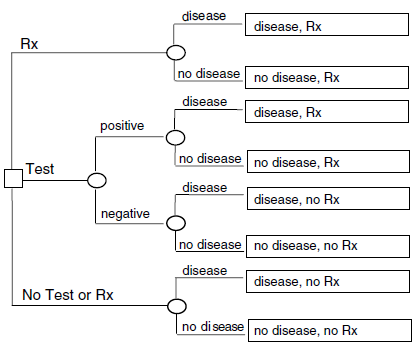 disease
disease, Rx
Rx
no disease
no disease, Rx
disease
disease, Rx
positive
no disease
no disease, Rx
Test
disease
disease, no Rx
negative
no disease
no disease, no Rx
disease
disease, no Rx
No Test or Rx
no disease
no disease, no Rx